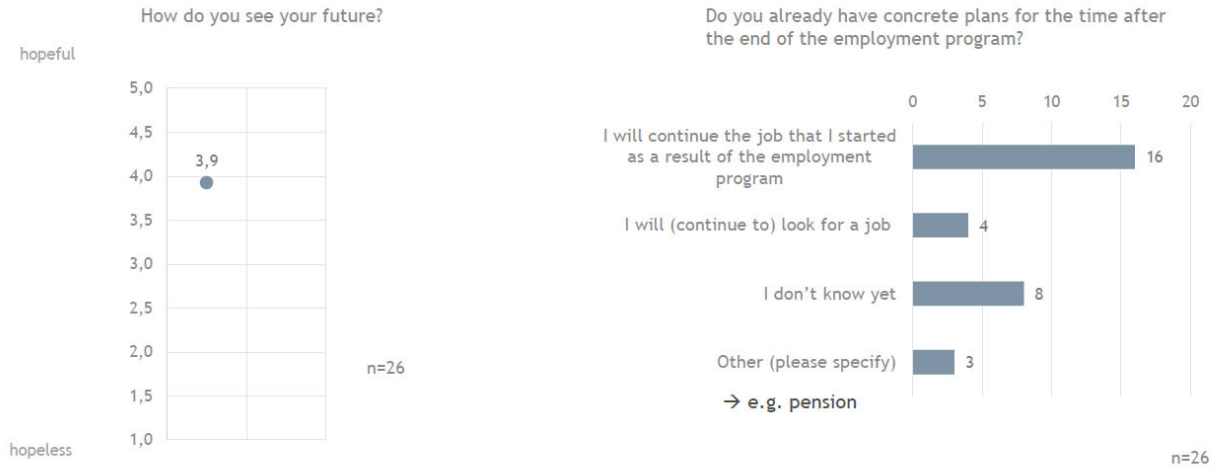 How do you see your future?
hopeful
5,0
4,5
4,0
3,5
3,0
2,5
2,0
1,5
1,0
3,9
n=26
hopeless
Do you already have concrete plans for the time after
the end of the employment program?
0 5 10 15 20
I will continue the job that I started
as a result of the employment
program
16
I will (continue to) look for a job
4
I don't know yet
8
Other (please specify)
3
→ e.g. pension
n=26